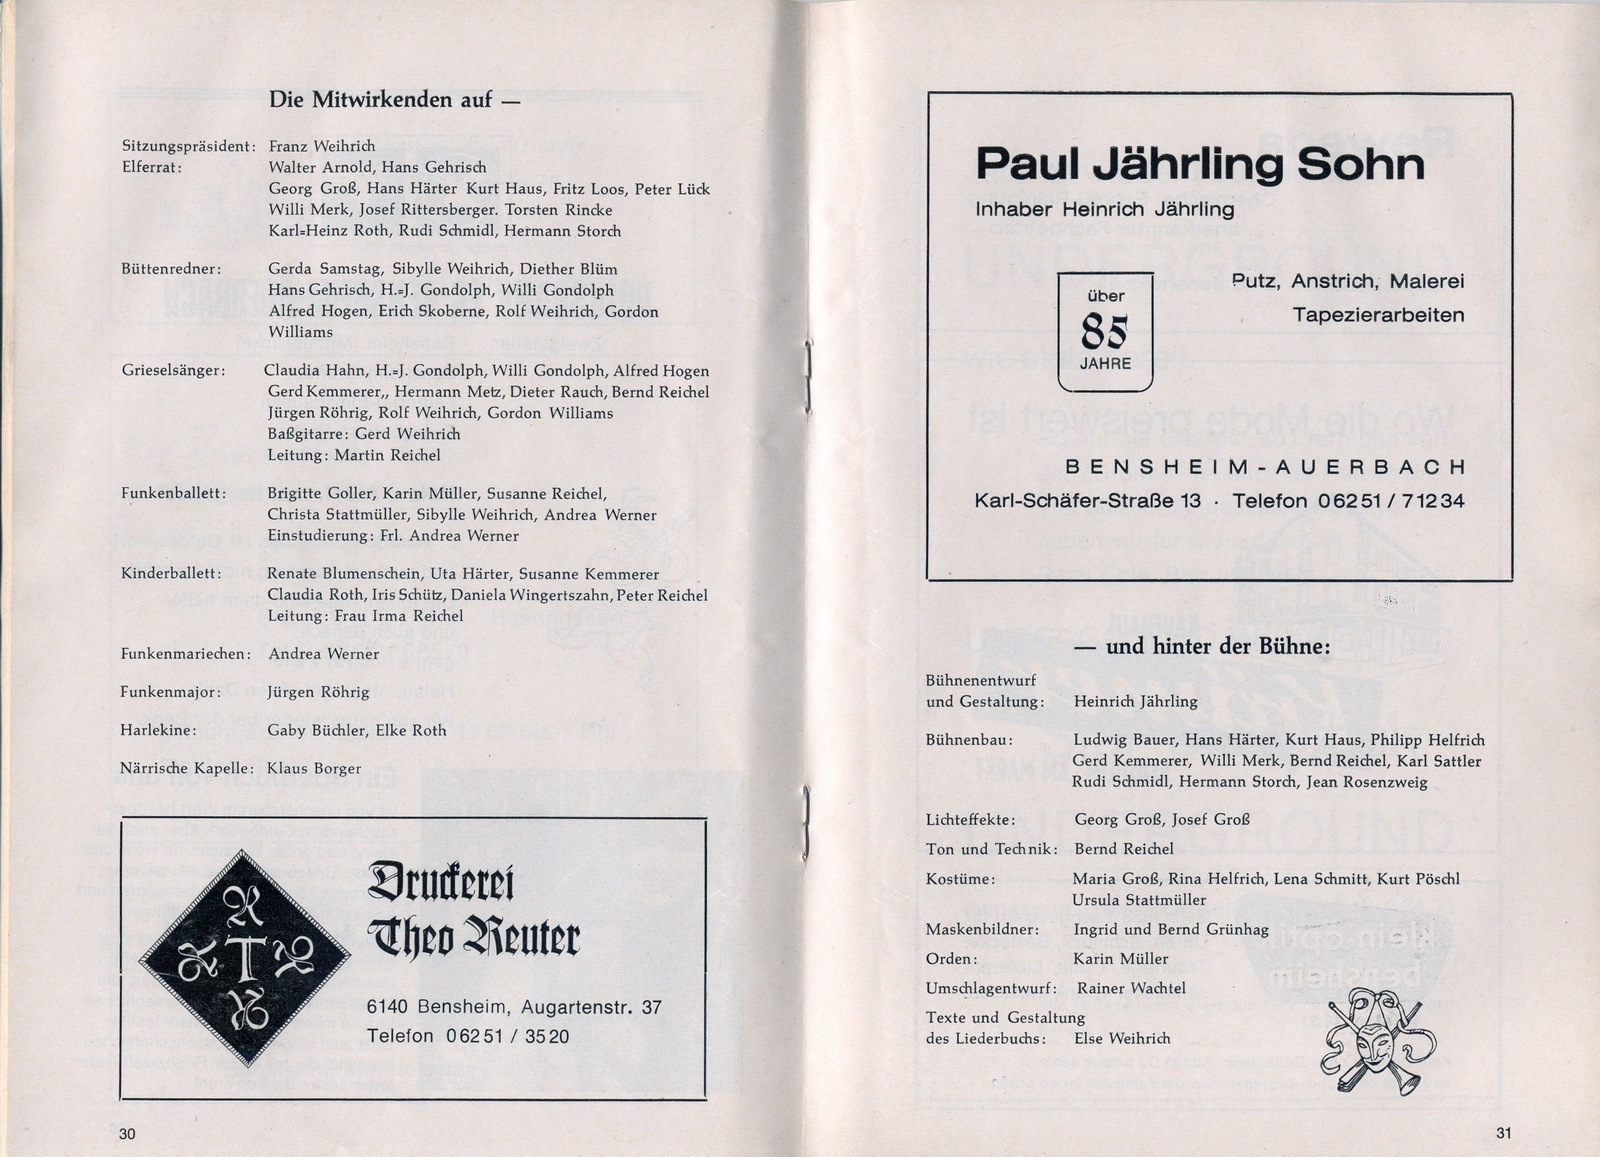 Die Mitwirkenden auf —
Sitzungspräsident: Franz Weihrich
Elferrat: Walter Arnold, Hans Gehrisch
Georg Groß, Hans Härter Kurt Haus, Fritz Loos, Peter Lück
Willi Merk, Josef Rittersberger. Torsten Rincke
Karl=Heinz Roth, Rudi Schmidl, Hermann Storch
Büttenredner: Gerda Samstag, Sibylle Weihrich, Diether Blüm
Hans Gehrisch, H.=J. Gondolph, Willi Gondolph
Alfred Hogen, Erich Skoberne, Rolf Weihrich, Gordon
Williams
Grieselsänger: Claudia Hahn, H.=J. Gondolph, Willi Gondolph, Alfred Hogen
Gerd Kemmerer,, Hermann Metz, Dieter Rauch, Bernd Reichel
Jürgen Röhrig, Rolf Weihrich, Gordon Williams
Baßgitarre: Gerd Weihrich
Leitung: Martin Reichel
Funkenballett: Brigitte Goller, Karin Müller, Susanne Reichel,
Christa Stattmüller, Sibylle Weihrich, Andrea Werner
Einstudierung: Frl. Andrea Werner
Kinderballett: Renate Blumenschein, Uta Härter, Susanne Kemmerer
Claudia Roth, Iris Schütz, Daniela Wingertszahn, Peter Reichel
Leitung: Frau Irma Reichel
Funkenmariechen: Andrea Werner
Funkenmajor: Jürgen Röhrig
Harlekine: Gaby Büchler, Elke Roth
Närrische Kapelle: Klaus Borger
R
R T R
R
Druckerei
Theo Reuter
6140 Bensheim, Augartenstr. 37
Telefon 06251 / 3520
30
Paul Jährling Sohn
Inhaber Heinrich Jährling
über
85
JAHRE
Putz, Anstrich, Malerei
Tapezierarbeiten
BENSHEIM-AUERBACH
Karl-Schäfer-Straße 13 · Telefon 06251 / 71234
— und hinter der Bühne:
Bühnenentwurf
und Gestaltung: Heinrich Jährling
Bühnenbau: Ludwig Bauer, Hans Härter, Kurt Haus, Philipp Helfrich
Gerd Kemmerer, Willi Merk, Bernd Reichel, Karl Sattler
Rudi Schmidl, Hermann Storch, Jean Rosenzweig
Lichteffekte: Georg Groß, Josef Groß
Ton und Technik: Bernd Reichel
Kostüme: Maria Groß, Rina Helfrich, Lena Schmitt, Kurt Pöschl
Ursula Stattmüller
Maskenbildner: Ingrid und Bernd Grünhag
Orden: Karin Müller
Umschlagentwurf: Rainer Wachtel
Texte und Gestaltung
des Liederbuchs: Else Weihrich
31